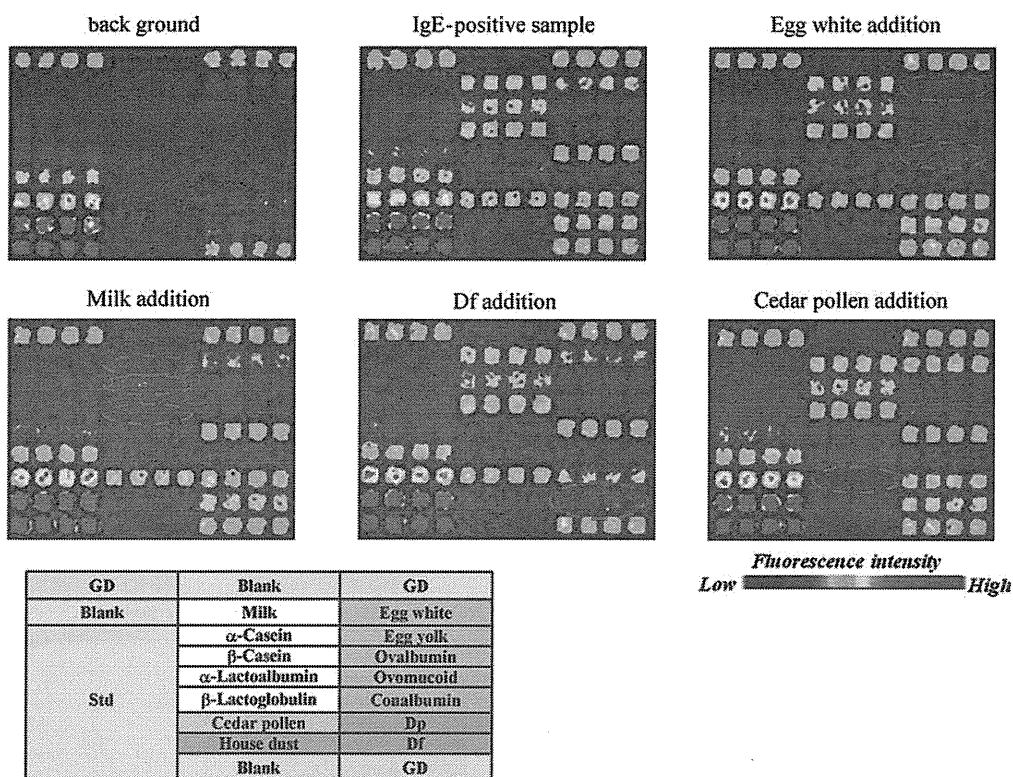 back ground
IgE-positive sample
Egg white addition
Milk addition
Df addition
Cedar pollen addition
Fluorescence intensity
Low High
GD Blank GD
Blank Milk Egg white
α-Casein Egg yolk
β-Casein Ovalbumin
α-Lactoalbumin Ovomucoid
Std
β-Lactoglobulin Conalbumin
Cedar pollen Dp
House dust Df
Blank GD